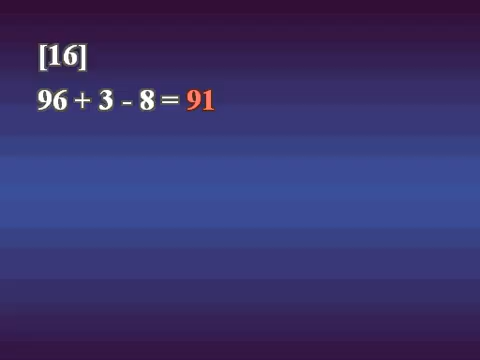 [16]
96 + 3 - 8 = 91